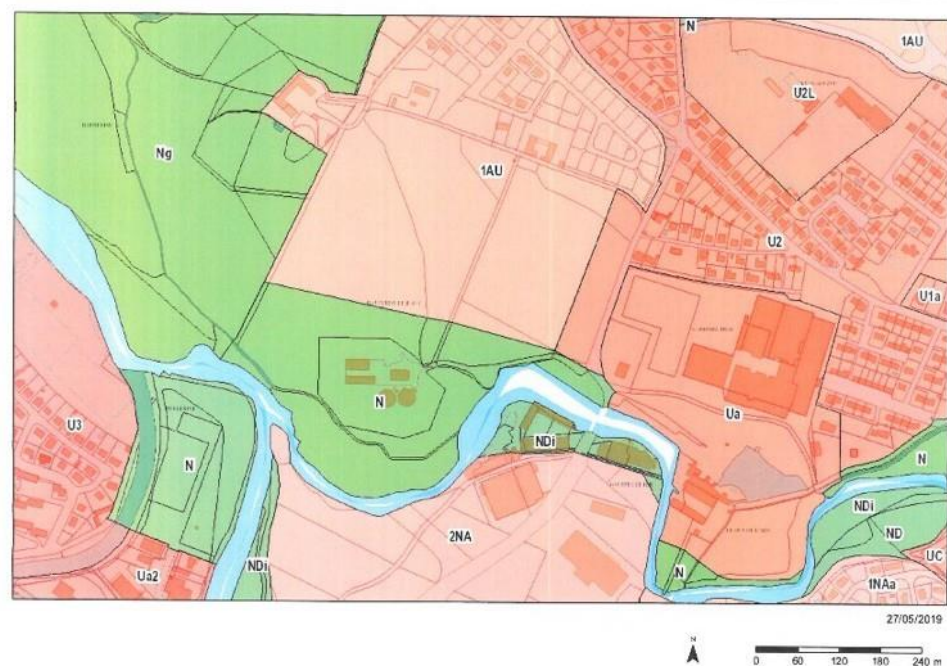 N
1AU
U2L
Ng
1AU
U2
U1a
N
Ua
U3
NDi
N
N
NDi
ND
2NA
UC
Ua2
NDi
N
1NAa
27/05/2019
N
0 60 120 180 240 m